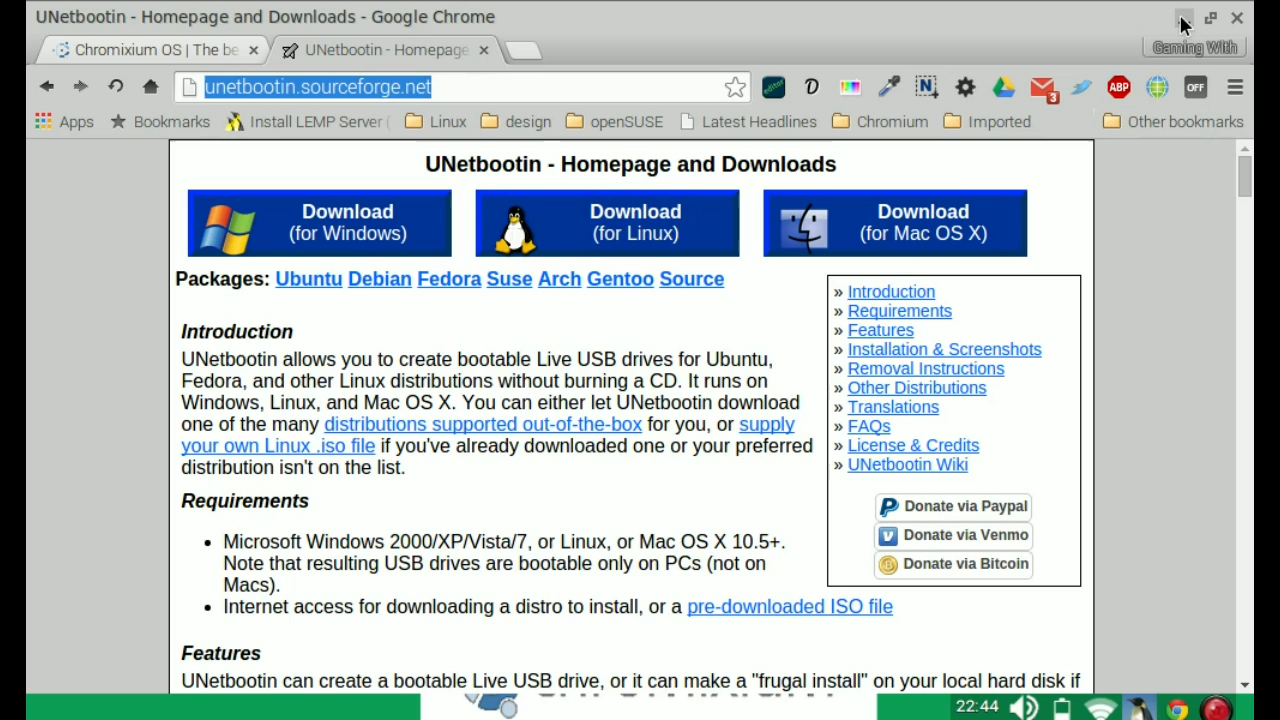 UNetbootin - Homepage and Downloads - Google Chrome
Chromixium OS | The be
UNetbootin - Homepage
Gaming With
unetbootin.sourceforge.net
3
ABP
OFF
Apps
Bookmarks
Install LEMP Server (
Linux
design
openSUSE
Latest Headlines
Chromium
Imported
Other bookmarks
UNetbootin - Homepage and Downloads
Download
(for Windows)
Download
(for Linux)
Download
(for Mac OS X)
Packages: Ubuntu Debian Fedora Suse Arch Gentoo Source
Introduction
UNetbootin allows you to create bootable Live USB drives for Ubuntu,
Fedora, and other Linux distributions without burning a CD. It runs on
Windows, Linux, and Mac OS X. You can either let UNetbootin download
one of the many distributions supported out-of-the-box for you, or supply
your own Linux .iso file if you've already downloaded one or your preferred
distribution isn't on the list.
» Introduction
» Requirements
» Features
» Installation & Screenshots
» Removal Instructions
» Other Distributions
» Translations
» FAQs
» License & Credits
» UNetbootin Wiki
Donate via Paypal
Donate via Venmo
Donate via Bitcoin
Requirements
• Microsoft Windows 2000/XP/Vista/7, or Linux, or Mac OS X 10.5+.
Note that resulting USB drives are bootable only on PCs (not on
Macs).
• Internet access for downloading a distro to install, or a pre-downloaded ISO file
Features
UNetbootin can create a bootable Live USB drive, or it can make a "frugal install" on your local hard disk if
22:44